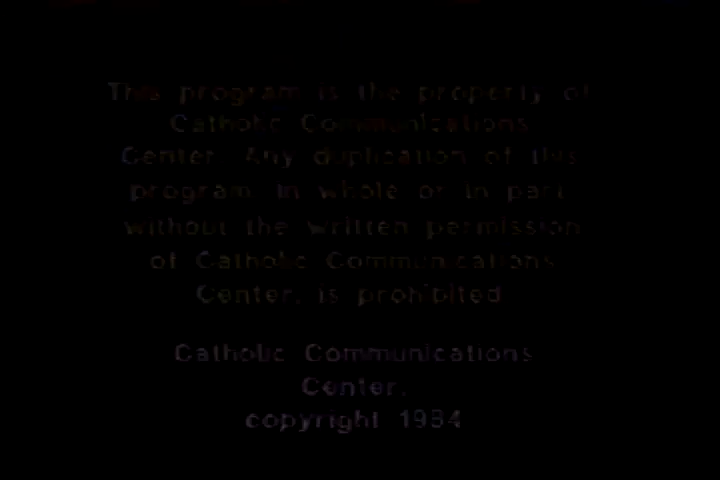 This program is the property of
Catholic Communications
Center. Any duplication of this
program, in whole or in part
without the written permission
of Catholic Communications
Center, is prohibited
Catholic Communications
Center.
copyright 1984